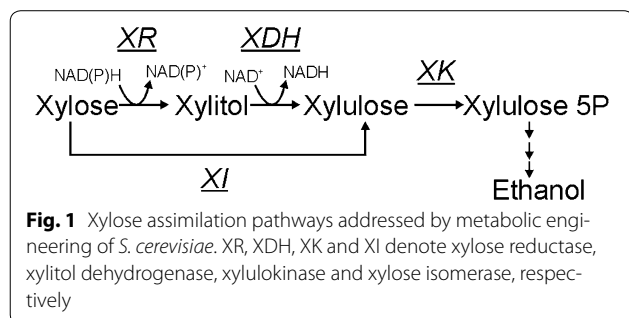 XR XDH
NAD(P)H NAD(P)⁺ NAD⁺ NADH XK
Xylose Xylitol Xylulose Xylulose 5P
XI
Ethanol
Fig. 1 Xylose assimilation pathways addressed by metabolic engi-
neering of S. cerevisiae. XR, XDH, XK and XI denote xylose reductase,
xylitol dehydrogenase, xylulokinase and xylose isomerase, respec-
tively